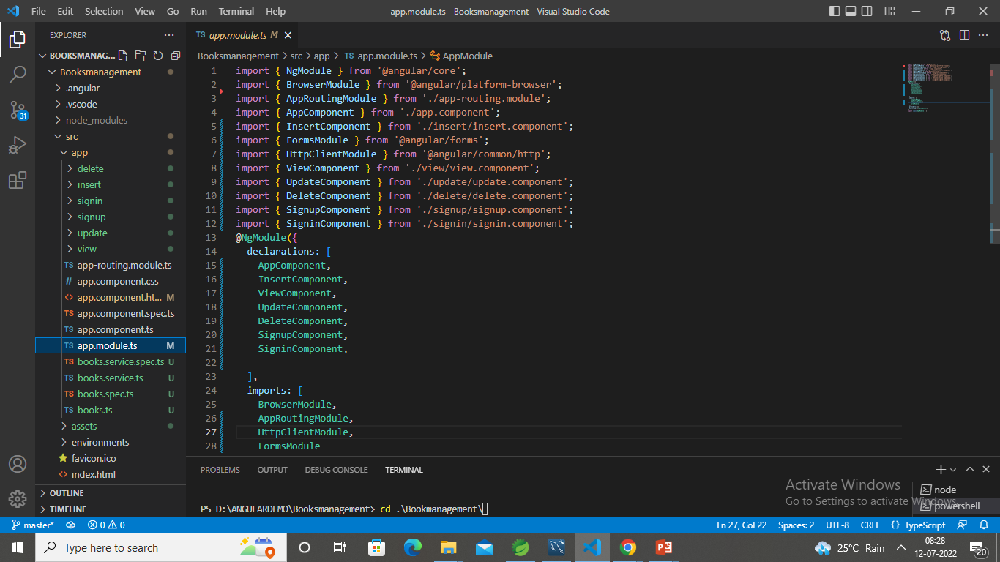 File Edit Selection View Go Run Terminal Help
app.module.ts - Booksmanagement - Visual Studio Code
EXPLORER
BOOKSMANAG...
Booksmanagement
.angular
.vscode
node_modules
src
app
delete
insert
signin
signup
update
view
TS app-routing.module.ts
# app.component.css
<> app.component.ht... M
TS app.component.spec.ts
TS app.component.ts
TS app.module.ts M
TS books.service.spec.ts U
TS books.service.ts U
TS books.spec.ts U
TS books.ts U
assets
environments
favicon.ico
<> index.html
OUTLINE
TIMELINE
31
TS app.module.ts M
Booksmanagement > src > app > TS app.module.ts > AppModule
1 import { NgModule } from '@angular/core';
2 import { BrowserModule } from '@angular/platform-browser';
3 import { AppRoutingModule } from './app-routing.module';
4 import { AppComponent } from './app.component';
5 import { InsertComponent } from './insert/insert.component';
6 import { FormsModule } from '@angular/forms';
7 import { HttpClientModule } from '@angular/common/http';
8 import { ViewComponent } from './view/view.component';
9 import { UpdateComponent } from './update/update.component';
10 import { DeleteComponent } from './delete/delete.component';
11 import { SignupComponent } from './signup/signup.component';
12 import { SigninComponent } from './signin/signin.component';
13 @NgModule({
14 declarations: [
15 AppComponent,
16 InsertComponent,
17 ViewComponent,
18 UpdateComponent,
19 DeleteComponent,
20 SignupComponent,
21 SigninComponent,
22
23 ],
24 imports: [
25 BrowserModule,
26 AppRoutingModule,
27 HttpClientModule,
28 FormsModule
PROBLEMS OUTPUT DEBUG CONSOLE TERMINAL
PS D:\ANGULARDEMO\Booksmanagement> cd .\Bookmanagement\
node
powershell
Activate Windows
Go to Settings to activate Windows.
master* 0 0
Ln 27, Col 22 Spaces: 2 UTF-8 CRLF {} TypeScript
Type here to search
25°C Rain
08:28
12-07-2022
20